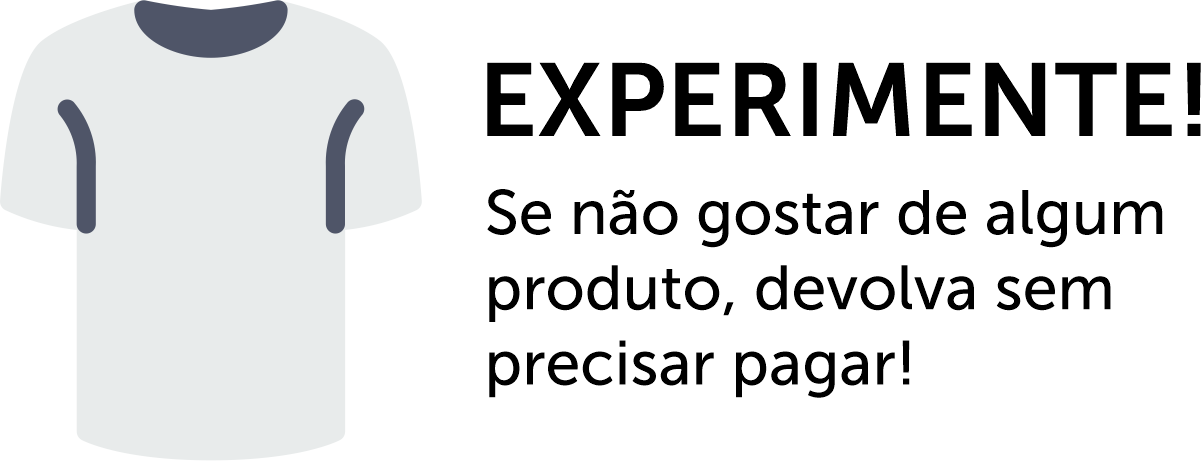 EXPERIMENTE!
Se não gostar de algum
produto, devolva sem
precisar pagar!